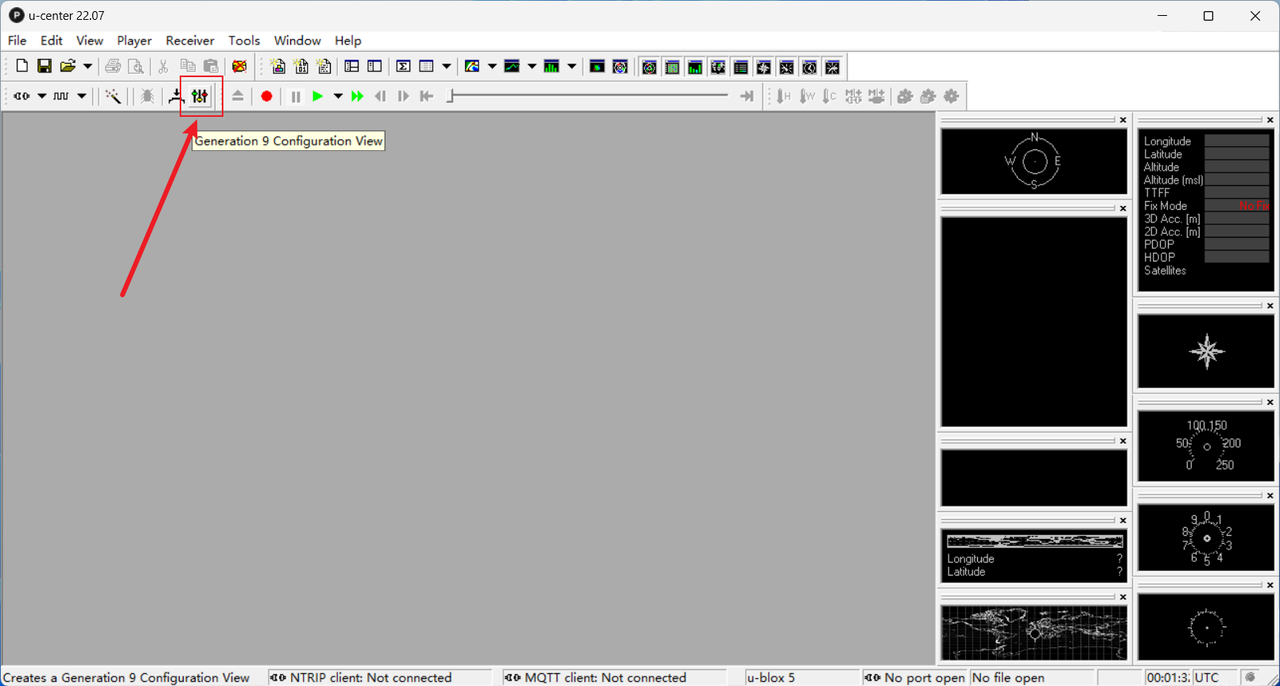 u-center 22.07
File Edit View Player Receiver Tools Window Help
Generation 9 Configuration View
N
W E
S
Longitude
Latitude
Altitude
Altitude (msl)
TTFF
Fix Mode No Fix
3D Acc. [m]
2D Acc. [m]
PDOP
HDOP
Satellites
100 150
50 200
0 250
0
9 1
8 2
7 3
6 4
5
Longitude ?
Latitude ?
Creates a Generation 9 Configuration View NTRIP client: Not connected MQTT client: Not connected u-blox 5 No port open No file open 00:01:3 UTC